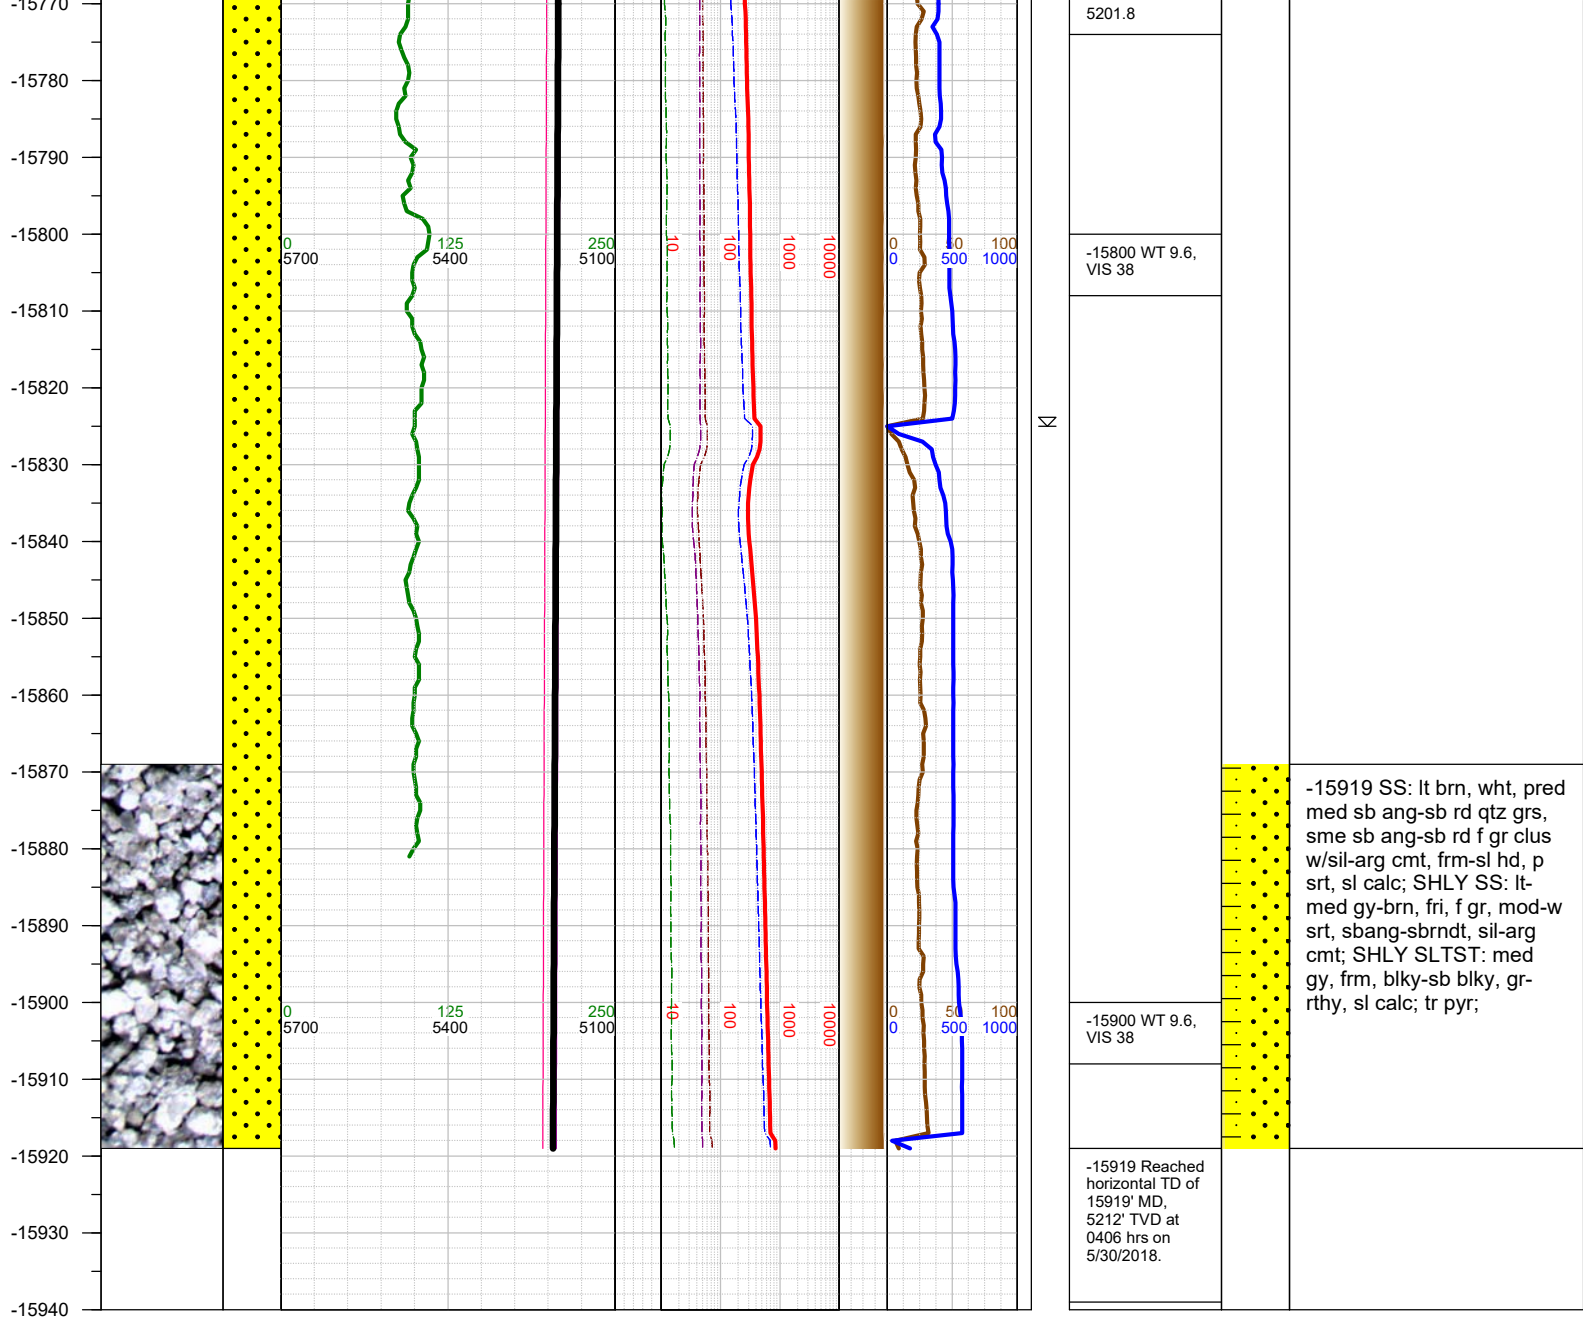 -15770
-15780
-15790
-15800
-15810
-15820
-15830
-15840
-15850
-15860
-15870
-15880
-15890
-15900
-15910
-15920
-15930
-15940
0 125 250
5700 5400 5100
10 100 1000 10000
0 50 100
0 500 1000
0 125 250
5700 5400 5100
10 100 1000 10000
0 50 100
0 500 1000
5201.8
-15800 WT 9.6,
VIS 38
-15900 WT 9.6,
VIS 38
-15919 Reached
horizontal TD of
15919' MD,
5212' TVD at
0406 hrs on
5/30/2018.
-15919 SS: lt brn, wht, pred
med sb ang-sb rd qtz grs,
sme sb ang-sb rd f gr clus
w/sil-arg cmt, frm-sl hd, p
srt, sl calc; SHLY SS: lt-
med gy-brn, fri, f gr, mod-w
srt, sbang-sbrndt, sil-arg
cmt; SHLY SLTST: med
gy, frm, blky-sb blky, gr-
rthy, sl calc; tr pyr;